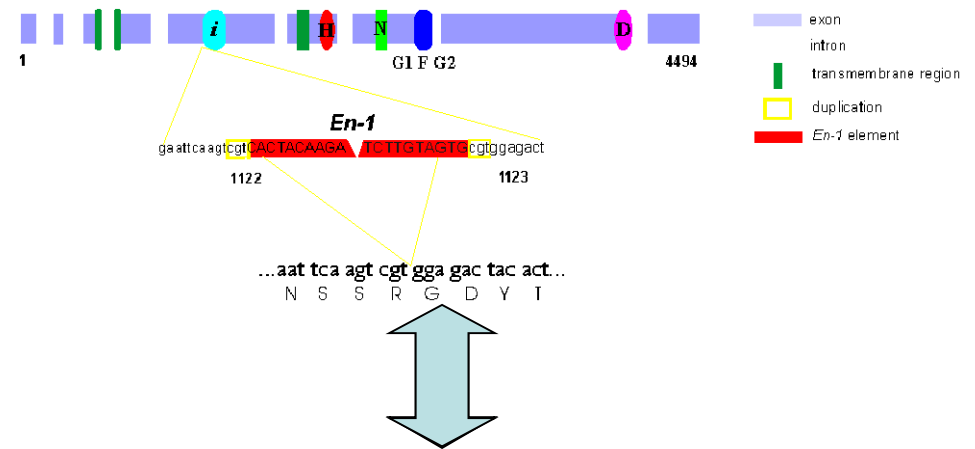 i H N D
1 G1 F G2 4494
exon
intron
transmembrane region
duplication
En-1 element
En-1
gaattcaagtcgtCACTACAAGA TCTTGTAGTGcgtggagact
1122 1123
...aat tca agt cgt gga gac tac act...
N S S R G D Y T